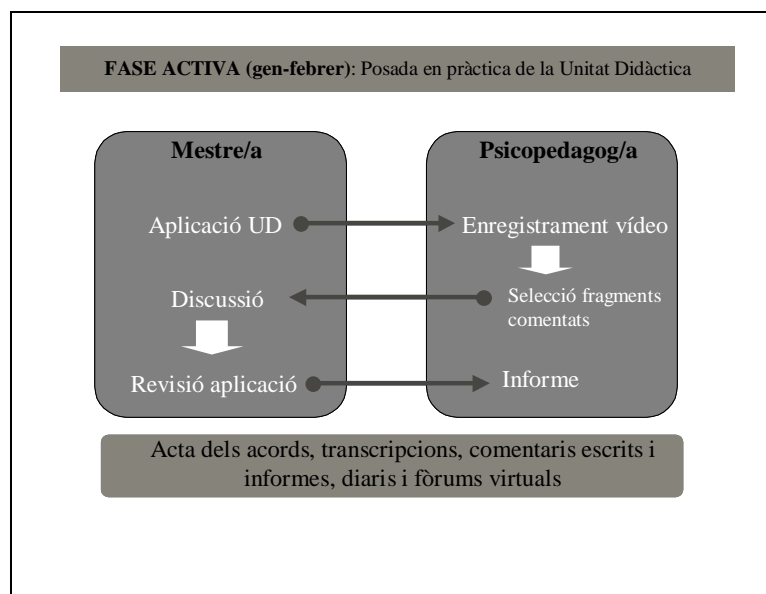 FASE ACTIVA (gen-febrer): Posada en pràctica de la Unitat Didàctica
Mestre/a
Psicopedagog/a
Aplicació UD
Enregistrament vídeo
Discussió
Selecció fragments
comentats
Revisió aplicació
Informe
Acta dels acords, transcripcions, comentaris escrits i
informes, diaris i fòrums virtuals